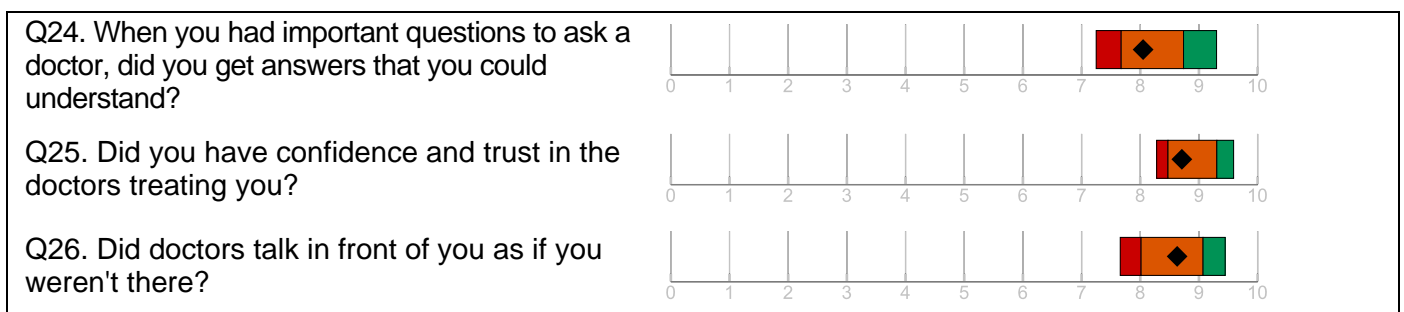 Q24. When you had important questions to ask a
doctor, did you get answers that you could
understand?
0 1 2 3 4 5 6 7 8 9 10
Q25. Did you have confidence and trust in the
doctors treating you?
0 1 2 3 4 5 6 7 8 9 10
Q26. Did doctors talk in front of you as if you
weren't there?
0 1 2 3 4 5 6 7 8 9 10